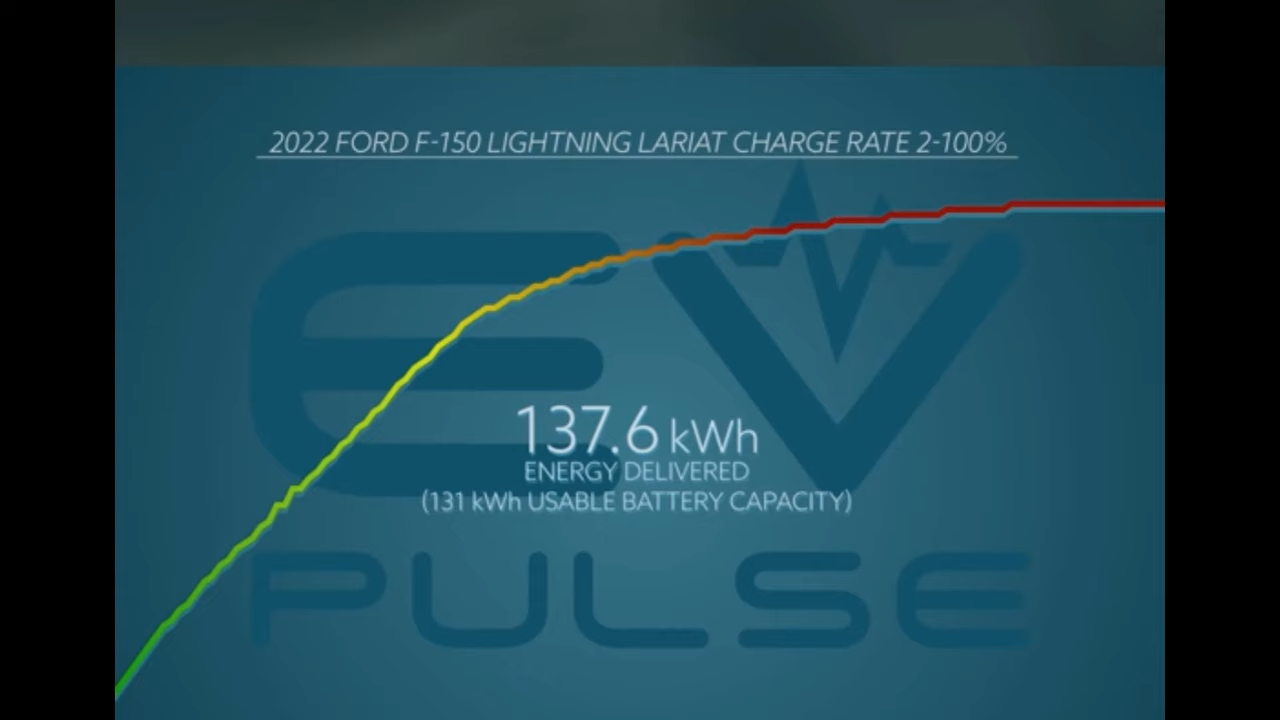 2022 FORD F-150 LIGHTNING LARIAT CHARGE RATE 2-100%
EV
137.6 kWh
ENERGY DELIVERED
(131 kWh USABLE BATTERY CAPACITY)
PULSE